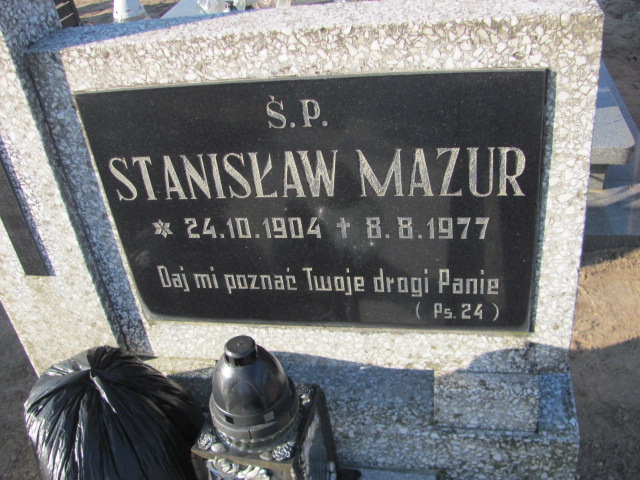 Ś.P.
STANISŁAW MAZUR
* 24.10.1904 † 8.8.1977
Daj mi poznać Twoje drogi Panie
( Ps. 24 )